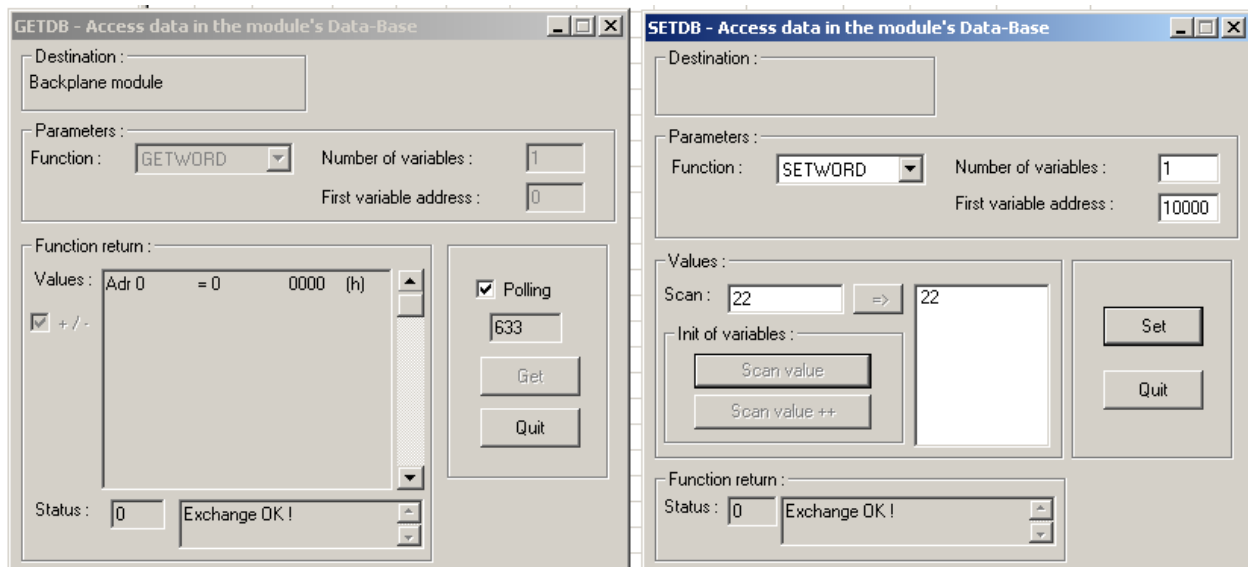 GETDB - Access data in the module's Data-Base
Destination :
Backplane module
Parameters :
Function : GETWORD Number of variables : 1
First variable address : 0
Function return :
Values : Adr 0 = 0 0000 (h)
+ / -
Polling
633
Get
Quit
Status : 0 Exchange OK !
SETDB - Access data in the module's Data-Base
Destination :
Parameters :
Function : SETWORD Number of variables : 1
First variable address : 10000
Values :
Scan : 22 => 22
Init of variables :
Scan value
Scan value ++
Set
Quit
Function return :
Status : 0 Exchange OK !